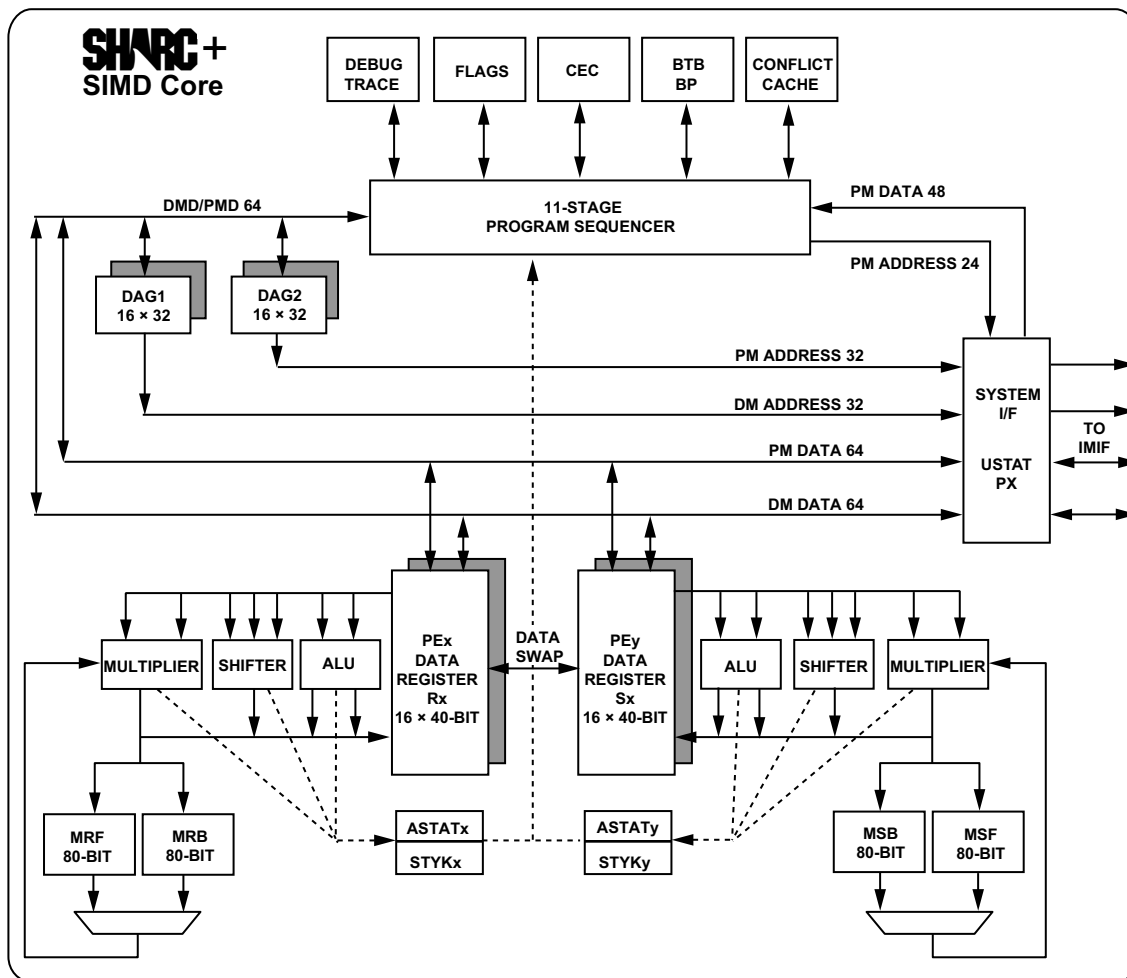 SHARC+
SIMD Core
DEBUG
TRACE
FLAGS
CEC
BTB
BP
CONFLICT
CACHE
DMD/PMD 64
11-STAGE
PROGRAM SEQUENCER
PM DATA 48
PM ADDRESS 24
DAG1
16 × 32
DAG2
16 × 32
PM ADDRESS 32
DM ADDRESS 32
PM DATA 64
DM DATA 64
SYSTEM
I/F
USTAT
PX
TO
IMIF
MULTIPLIER
SHIFTER
ALU
PEx
DATA
REGISTER
Rx
16 × 40-BIT
DATA
SWAP
PEy
DATA
REGISTER
Sx
16 × 40-BIT
ALU
SHIFTER
MULTIPLIER
MRF
80-BIT
MRB
80-BIT
ASTATx
STYKx
ASTATy
STYKy
MSB
80-BIT
MSF
80-BIT